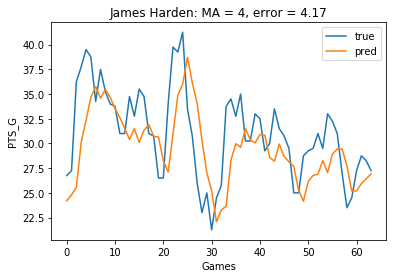 James Harden: MA = 4, error = 4.17
true
pred
PTS_G
40.0
37.5
35.0
32.5
30.0
27.5
25.0
22.5
0 10 20 30 40 50 60
Games